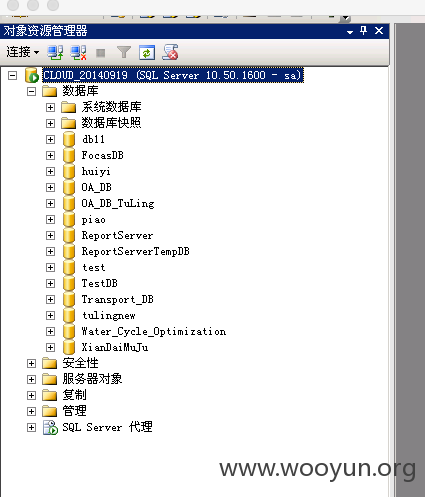 对象资源管理器
连接
CLOUD_20140919 (SQL Server 10.50.1600 - sa)
数据库
系统数据库
数据库快照
db11
FocasDB
huiyi
OA_DB
OA_DB_TuLing
piao
ReportServer
ReportServerTempDB
test
TestDB
Transport_DB
tulingnew
Water_Cycle_Optimization
XianDaiMuJu
安全性
服务器对象
复制
管理
SQL Server 代理
www.wooyun.org